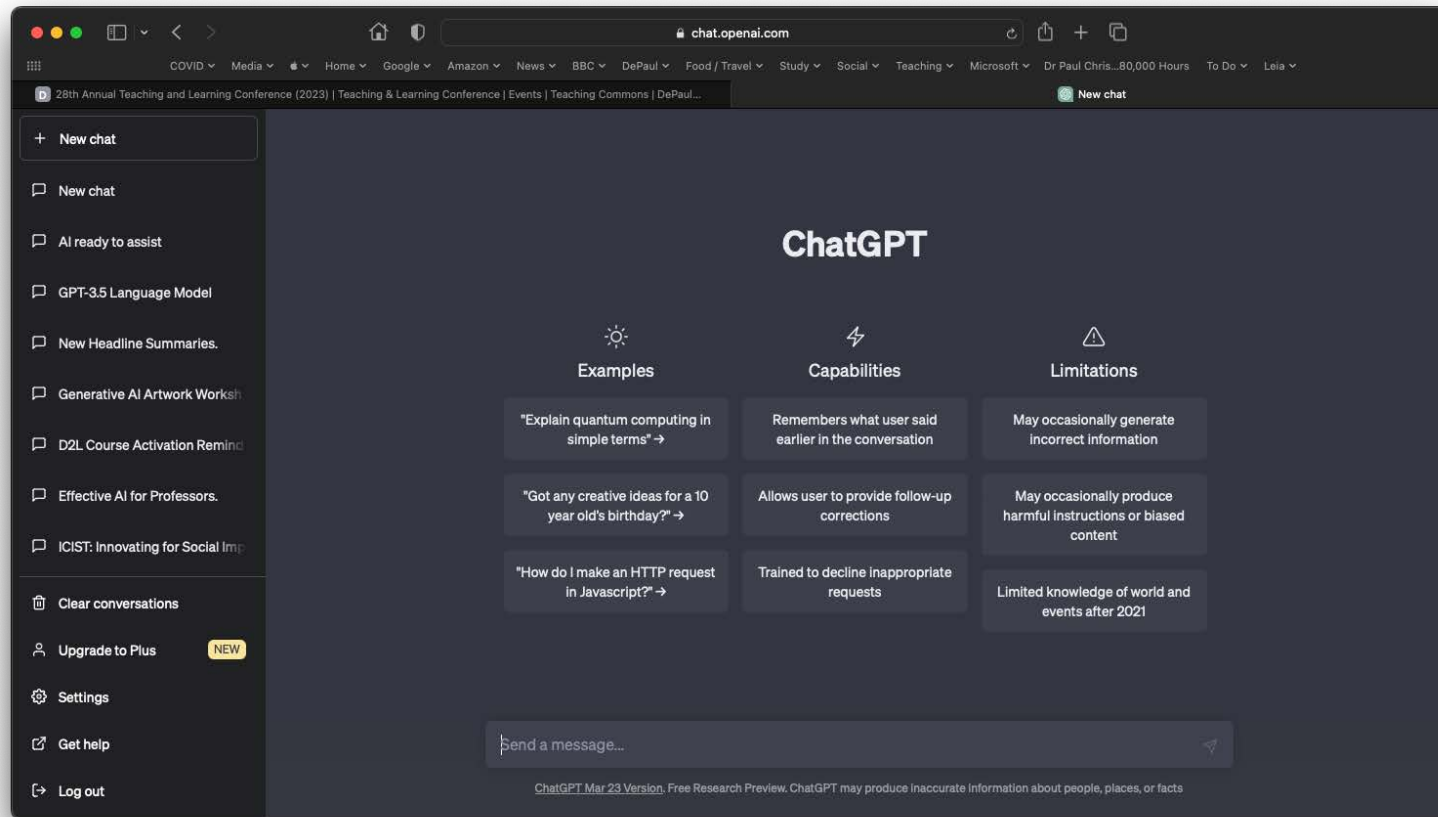 chat.openai.com
COVID Media Home Google Amazon News BBC DePaul Food / Travel Study Social Teaching Microsoft Dr Paul Chris...80,000 Hours To Do Leia
D 28th Annual Teaching and Learning Conference (2023) | Teaching & Learning Conference | Events | Teaching Commons | DePaul...
New chat
+ New chat
New chat
AI ready to assist
GPT-3.5 Language Model
New Headline Summaries.
Generative AI Artwork Worksh
D2L Course Activation Remind
Effective AI for Professors.
ICIST: Innovating for Social Imp
Clear conversations
Upgrade to Plus NEW
Settings
Get help
Log out
ChatGPT
Examples
"Explain quantum computing in
simple terms" →
"Got any creative ideas for a 10
year old's birthday?" →
"How do I make an HTTP request
in Javascript?" →
Capabilities
Remembers what user said
earlier in the conversation
Allows user to provide follow-up
corrections
Trained to decline inappropriate
requests
Limitations
May occasionally generate
incorrect information
May occasionally produce
harmful instructions or biased
content
Limited knowledge of world and
events after 2021
Send a message...
ChatGPT Mar 23 Version. Free Research Preview. ChatGPT may produce inaccurate information about people, places, or facts